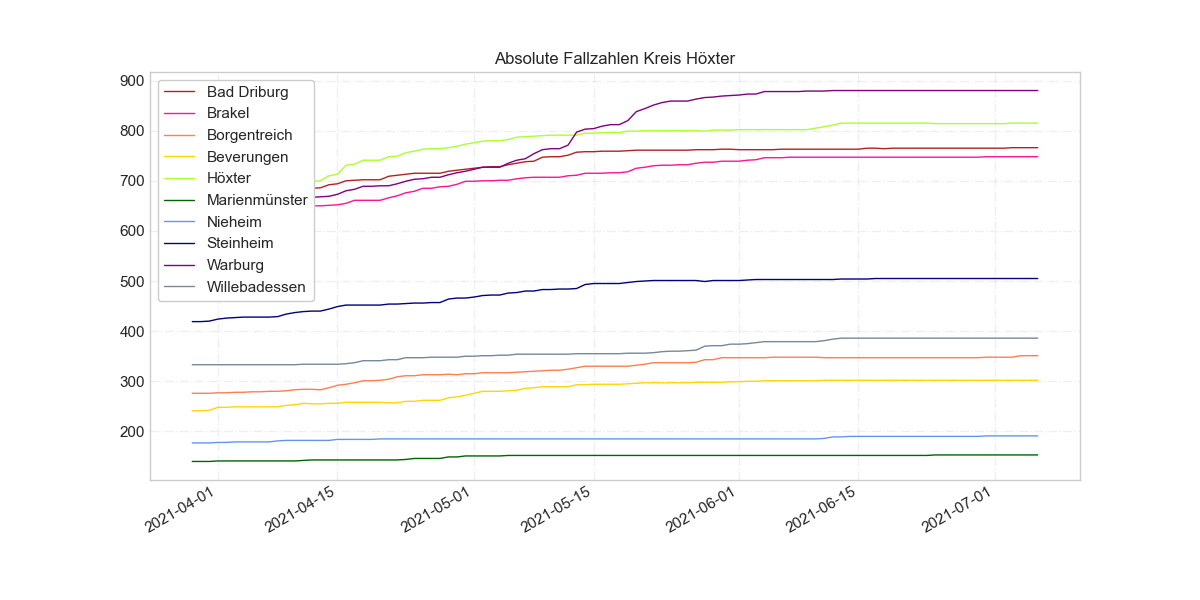 Absolute Fallzahlen Kreis Höxter
900
800
700
600
500
400
300
200
Bad Driburg
Brakel
Borgentreich
Beverungen
Höxter
Marienmünster
Nieheim
Steinheim
Warburg
Willebadessen
2021-04-01
2021-04-15
2021-05-01
2021-05-15
2021-06-01
2021-06-15
2021-07-01